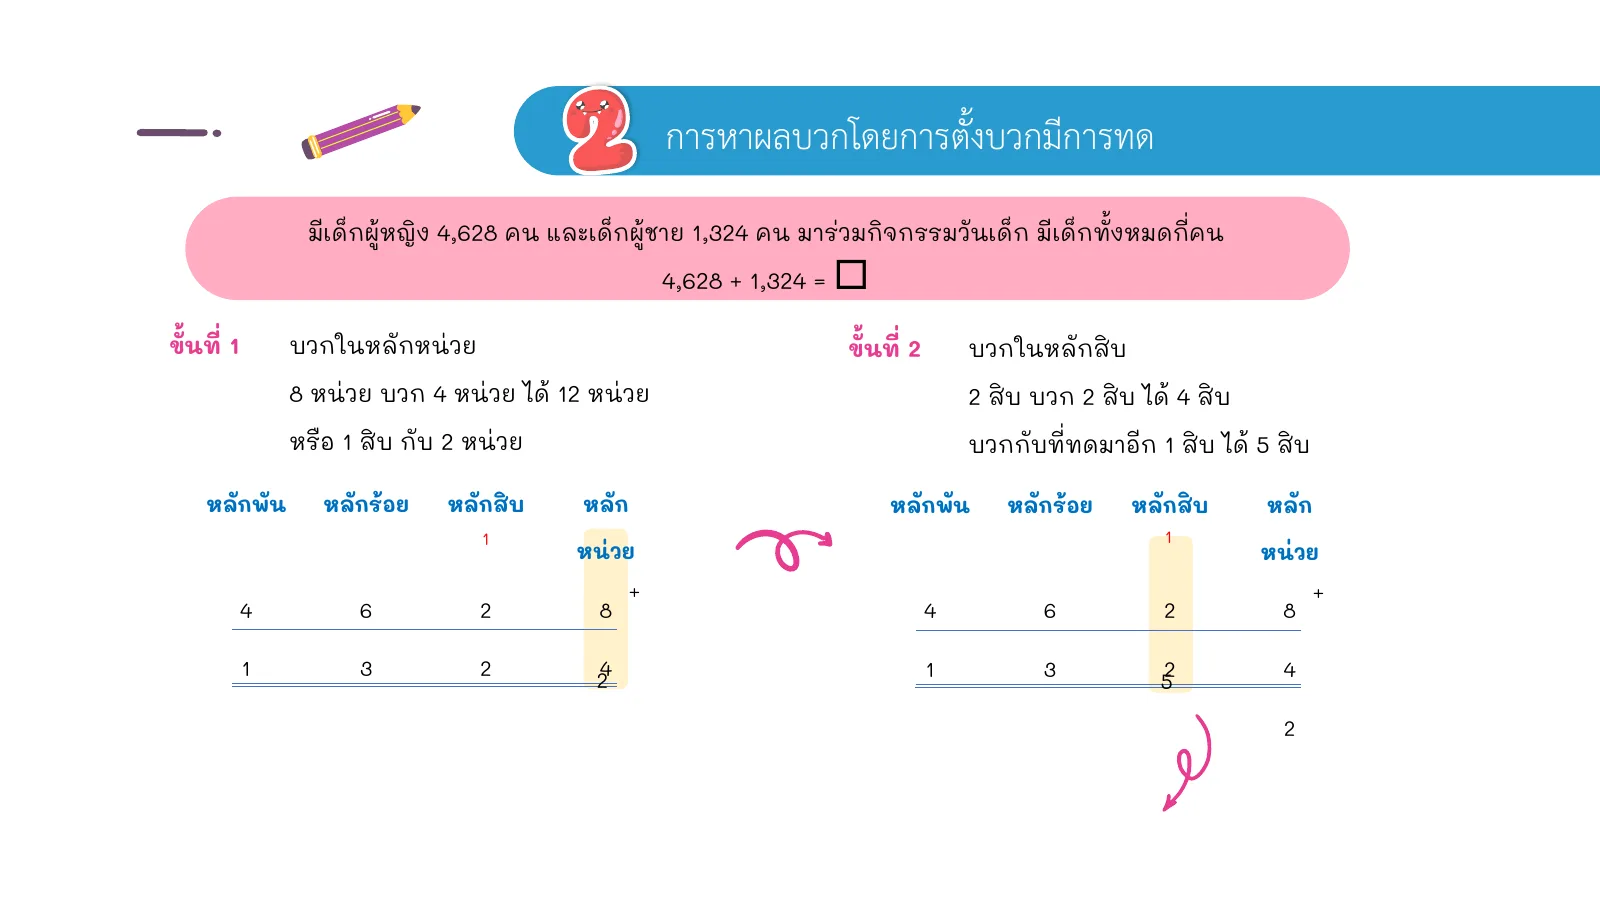 2
การหาผลบวกโดยการตั้งบวกมีการทด
มีเด็กผู้หญิง 4,628 คน และเด็กผู้ชาย 1,324 คน มาร่วมกิจกรรมวันเด็ก มีเด็กทั้งหมดกี่คน
4,628 + 1,324 = □
ขั้นที่ 1 บวกในหลักหน่วย
8 หน่วย บวก 4 หน่วย ได้ 12 หน่วย
หรือ 1 สิบ กับ 2 หน่วย
หลักพัน หลักร้อย หลักสิบ หลัก
หน่วย
1
+
4 6 2 8
1 3 2 4
2
ขั้นที่ 2 บวกในหลักสิบ
2 สิบ บวก 2 สิบ ได้ 4 สิบ
บวกกับที่ทดมาอีก 1 สิบ ได้ 5 สิบ
หลักพัน หลักร้อย หลักสิบ หลัก
หน่วย
1
+
4 6 2 8
1 3 2 4
5
2